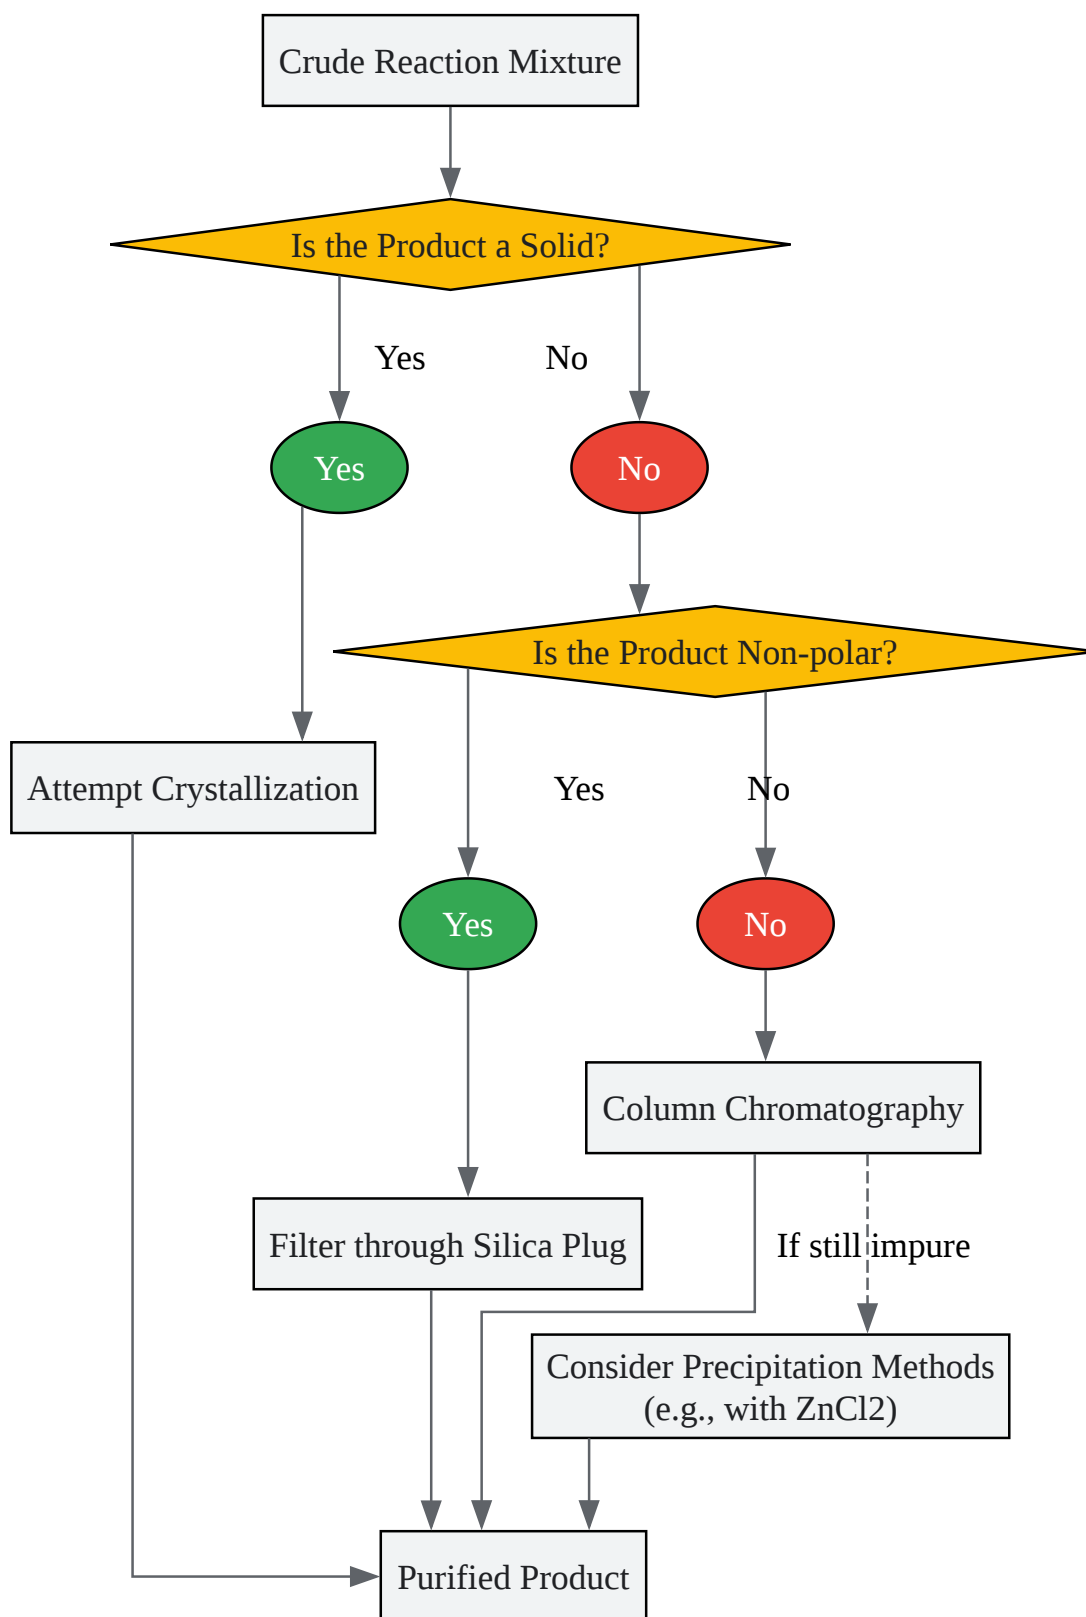 Crude Reaction Mixture
Is the Product a Solid?
Yes
No
Yes
No
Is the Product Non-polar?
Attempt Crystallization
Yes
No
Yes
No
Column Chromatography
Filter through Silica Plug
If still impure
Consider Precipitation Methods
(e.g., with ZnCl2)
Purified Product